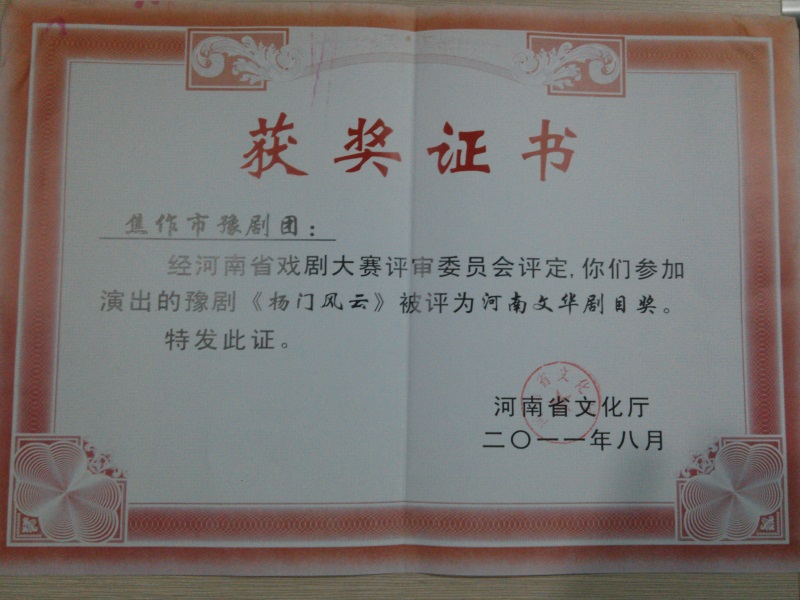 获奖证书
焦作市豫剧团：
经河南省戏剧大赛评审委员会评定,你们参加
演出的豫剧《杨门风云》被评为河南文华剧目奖。
特发此证。
省文化
河南省文化厅
二〇一一年八月